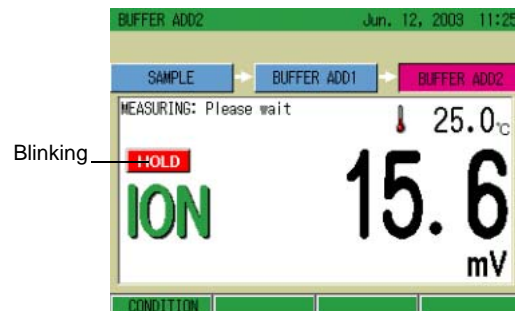 BUFFER ADD2 Jun. 12, 2003 11:25
SAMPLE BUFFER ADD1 BUFFER ADD2
MEASURING: Please wait 25.0℃
Blinking HOLD
ION 15.6
mV
CONDITION